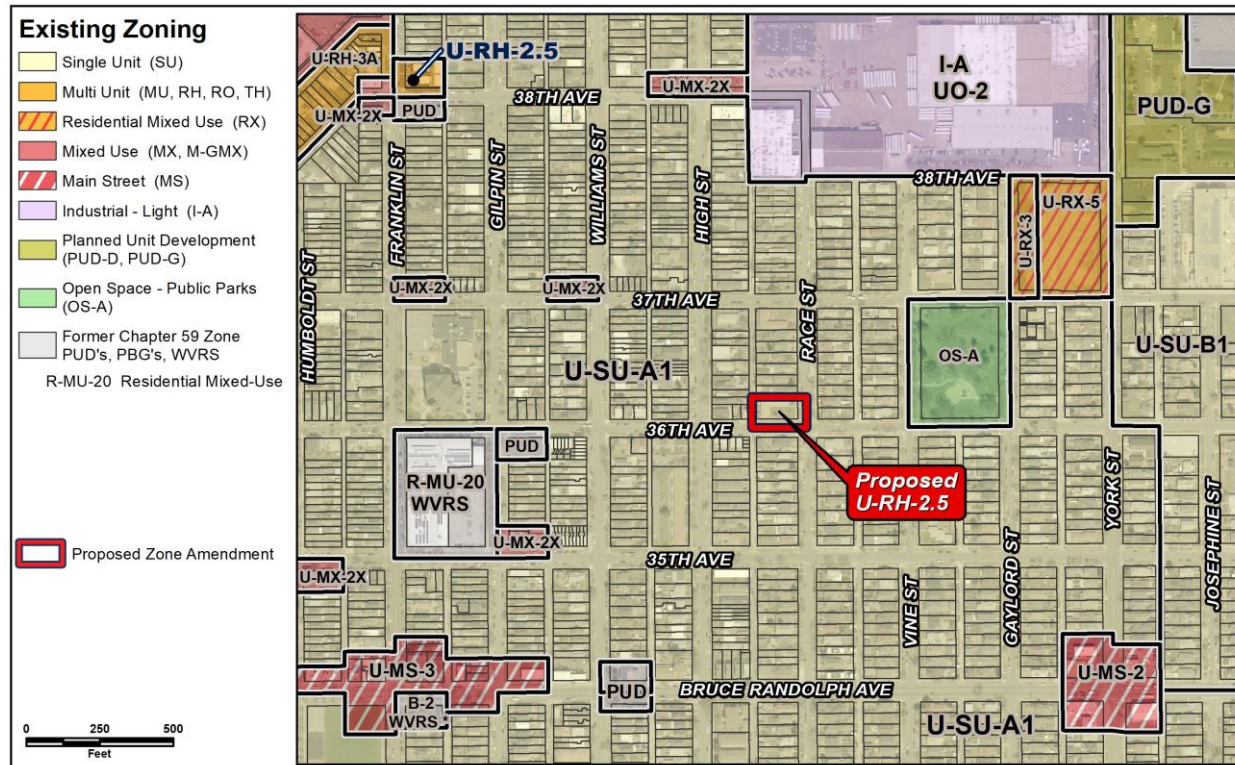 Existing Zoning
Single Unit (SU)
Multi Unit (MU, RH, RO, TH)
Residential Mixed Use (RX)
Mixed Use (MX, M-GMX)
Main Street (MS)
Industrial - Light (I-A)
Planned Unit Development
(PUD-D, PUD-G)
Open Space - Public Parks
(OS-A)
Former Chapter 59 Zone
PUD's, PBG's, WVRS
R-MU-20 Residential Mixed-Use
Proposed Zone Amendment
0 250 500
Feet
U-RH-3A
U-RH-2.5
U-MX-2X
PUD
38TH AVE
U-MX-2X
I-A
UO-2
PUD-G
38TH AVE
HUMBOLDT ST
FRANKLIN ST
GILPIN ST
WILLIAMS ST
HIGH ST
RACE ST
U-RX-3
U-RX-5
U-MX-2X
U-MX-2X
37TH AVE
U-SU-A1
OS-A
U-SU-B1
36TH AVE
Proposed
U-RH-2.5
PUD
R-MU-20
WVRS
U-MX-2X
35TH AVE
U-MX-2X
VINE ST
GAYLORD ST
YORK ST
JOSEPHINE ST
U-MS-3
B-2
WVRS *
PUD
BRUCE RANDOLPH AVE
U-MS-2
U-SU-A1